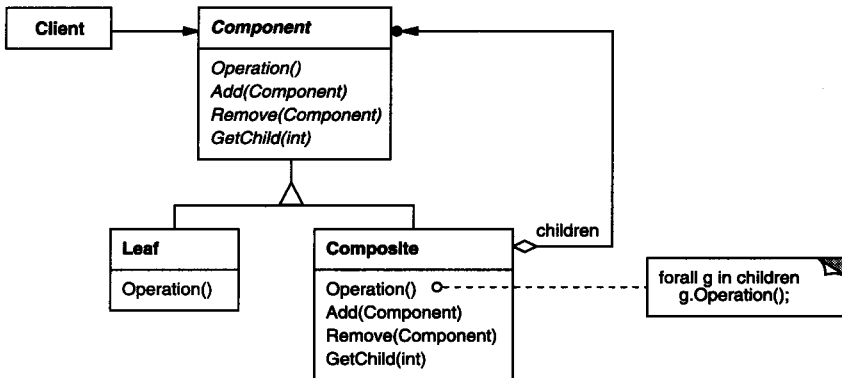 Client
Component
Operation()
Add(Component)
Remove(Component)
GetChild(int)
children
Leaf
Operation()
Composite
Operation()
Add(Component)
Remove(Component)
GetChild(int)
forall g in children
g.Operation();